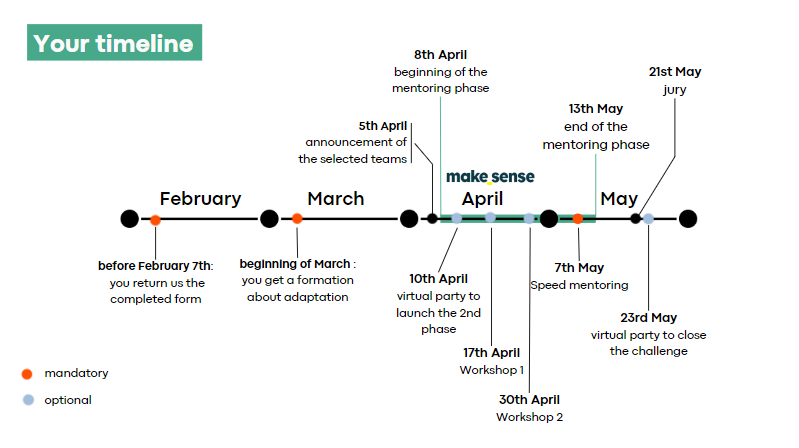 Your timeline
8th April
beginning of the
mentoring phase
21st May
jury
13th May
end of the
mentoring phase
5th April
announcement of
the selected teams
make sense
February
March
April
May
before February 7th:
you return us the
completed form
beginning of March :
you get a formation
about adaptation
10th April
virtual party to
launch the 2nd
phase
7th May
Speed mentoring
23rd May
virtual party to close
the challenge
17th April
Workshop 1
30th April
Workshop 2
mandatory
optional